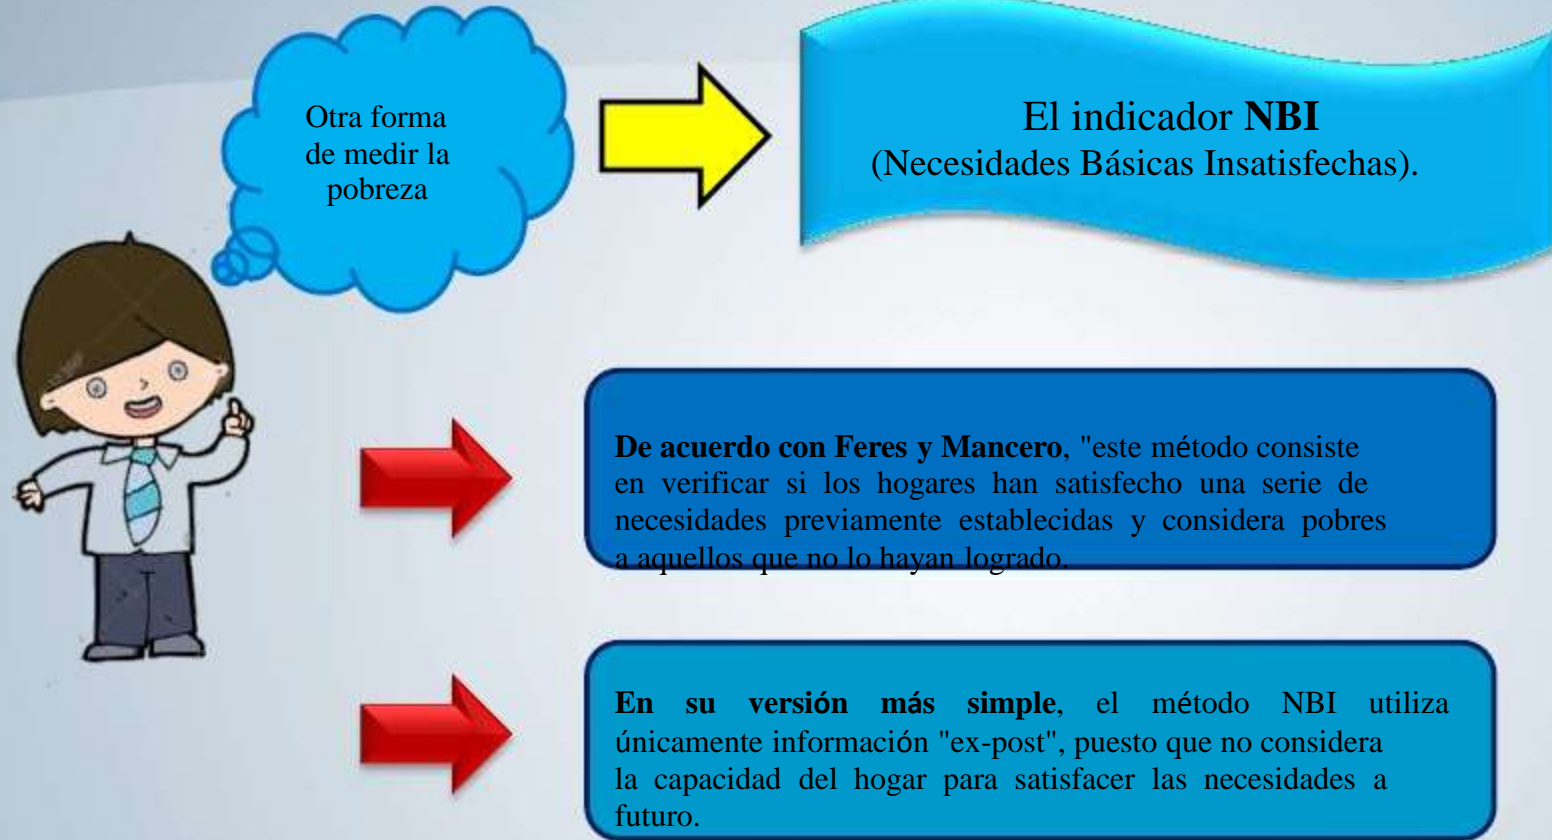 Otra forma
de medir la
pobreza
El indicador NBI
(Necesidades Básicas Insatisfechas).
De acuerdo con Feres y Mancero, "este método consiste
en verificar si los hogares han satisfecho una serie de
necesidades previamente establecidas y considera pobres
a aquellos que no lo hayan logrado.
En su versión más simple, el método NBI utiliza
únicamente información "ex-post", puesto que no considera
la capacidad del hogar para satisfacer las necesidades a
futuro.